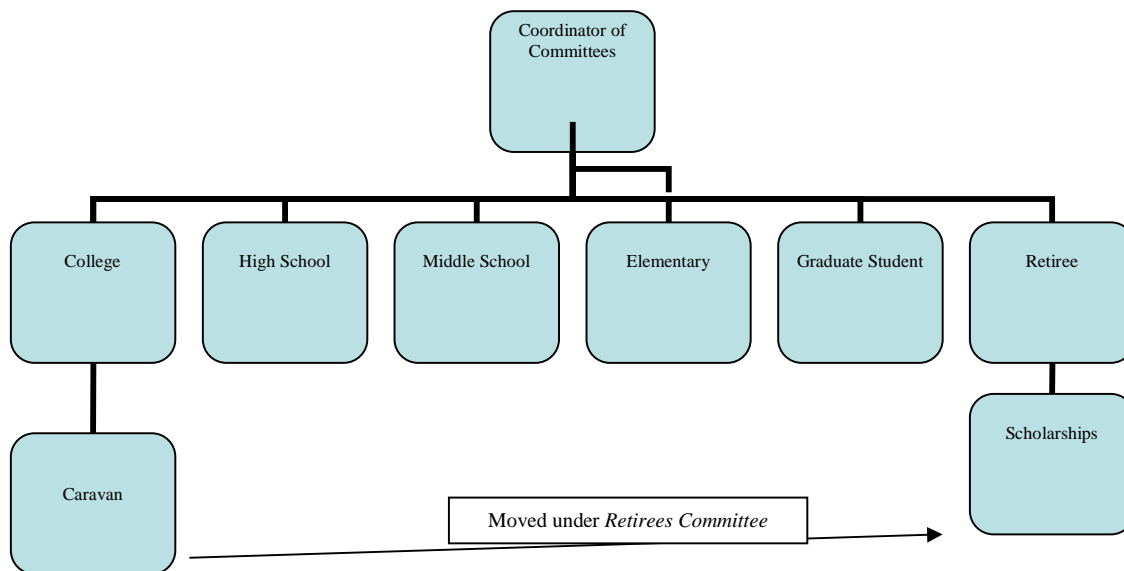 Coordinator of
Committees
College
High School
Middle School
Elementary
Graduate Student
Retiree
Caravan
Scholarships
Moved under Retirees Committee